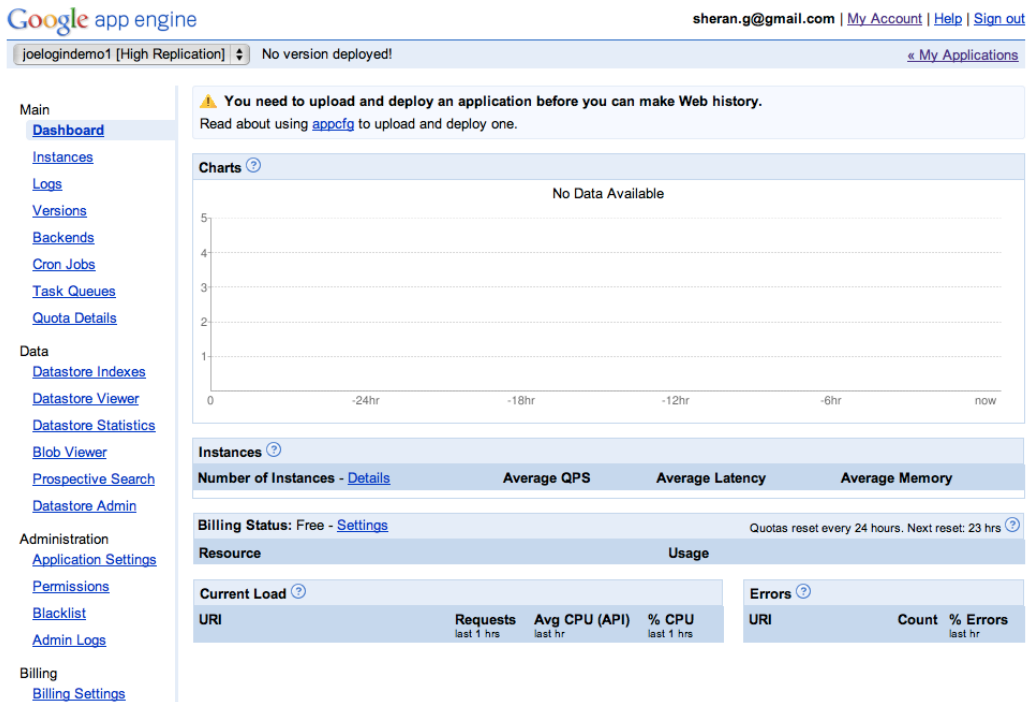 Google app engine
sheran.g@gmail.com | My Account | Help | Sign out
joelogindemo1 [High Replication] No version deployed! « My Applications
Main
Dashboard
Instances
Logs
Versions
Backends
Cron Jobs
Task Queues
Quota Details
Data
Datastore Indexes
Datastore Viewer
Datastore Statistics
Blob Viewer
Prospective Search
Datastore Admin
Administration
Application Settings
Permissions
Blacklist
Admin Logs
Billing
Billing Settings
You need to upload and deploy an application before you can make Web history.
Read about using appcfg to upload and deploy one.
Charts ?
No Data Available
5
4
3
2
1
0 -24hr -18hr -12hr -6hr now
Instances ?
Number of Instances - Details Average QPS Average Latency Average Memory
Billing Status: Free - Settings Quotas reset every 24 hours. Next reset: 23 hrs ?
Resource Usage
Current Load ?
URI Requests Avg CPU (API) % CPU
last 1 hrs last hr last 1 hrs
Errors ?
URI Count % Errors
last hr